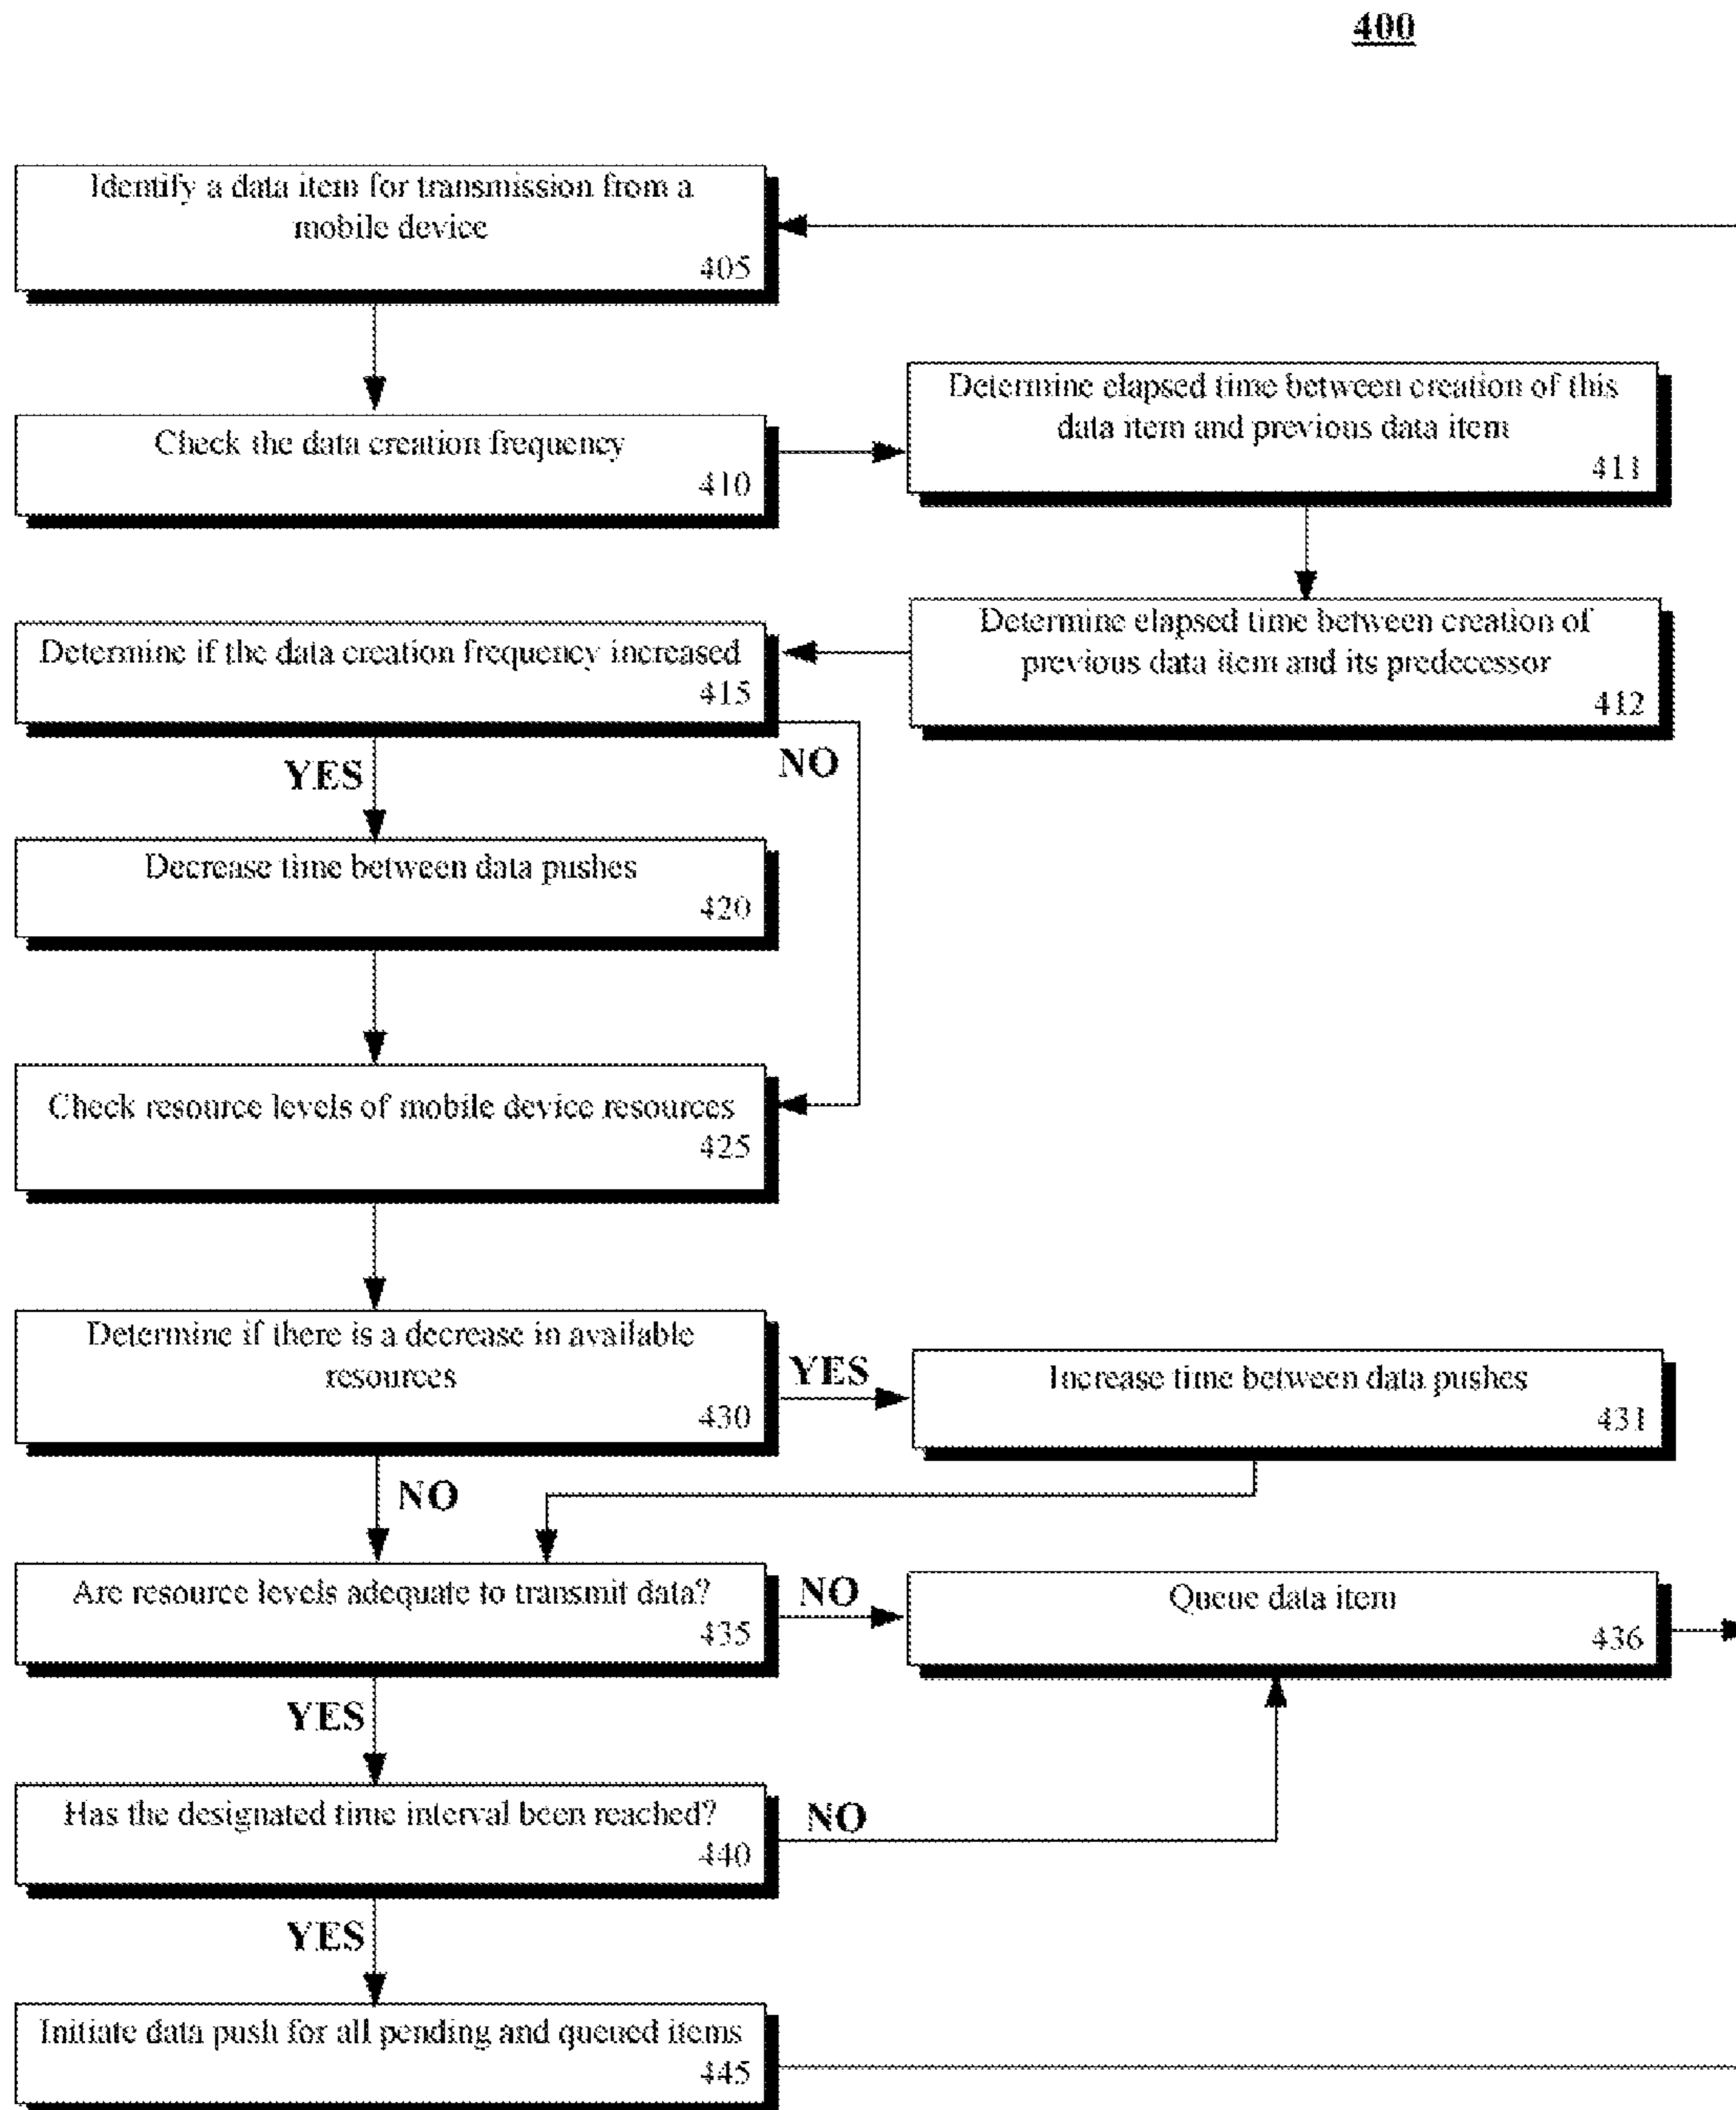 400
Identify a data item for transmission from a
mobile device
405
Check the data creation frequency
410
Determine elapsed time between creation of this
data item and previous data item
411
Determine elapsed time between creation of
previous data item and its predecessor
412
Determine if the data creation frequency increased
415
YES
NO
Decrease time between data pushes
420
Check resource levels of mobile device resources
425
Determine if there is a decrease in available
resources
430
YES
Increase time between data pushes
431
NO
Are resource levels adequate to transmit data?
435
NO
Queue data item
436
YES
Has the designated time interval been reached?
440
NO
YES
Initiate data push for all pending and queued items
445